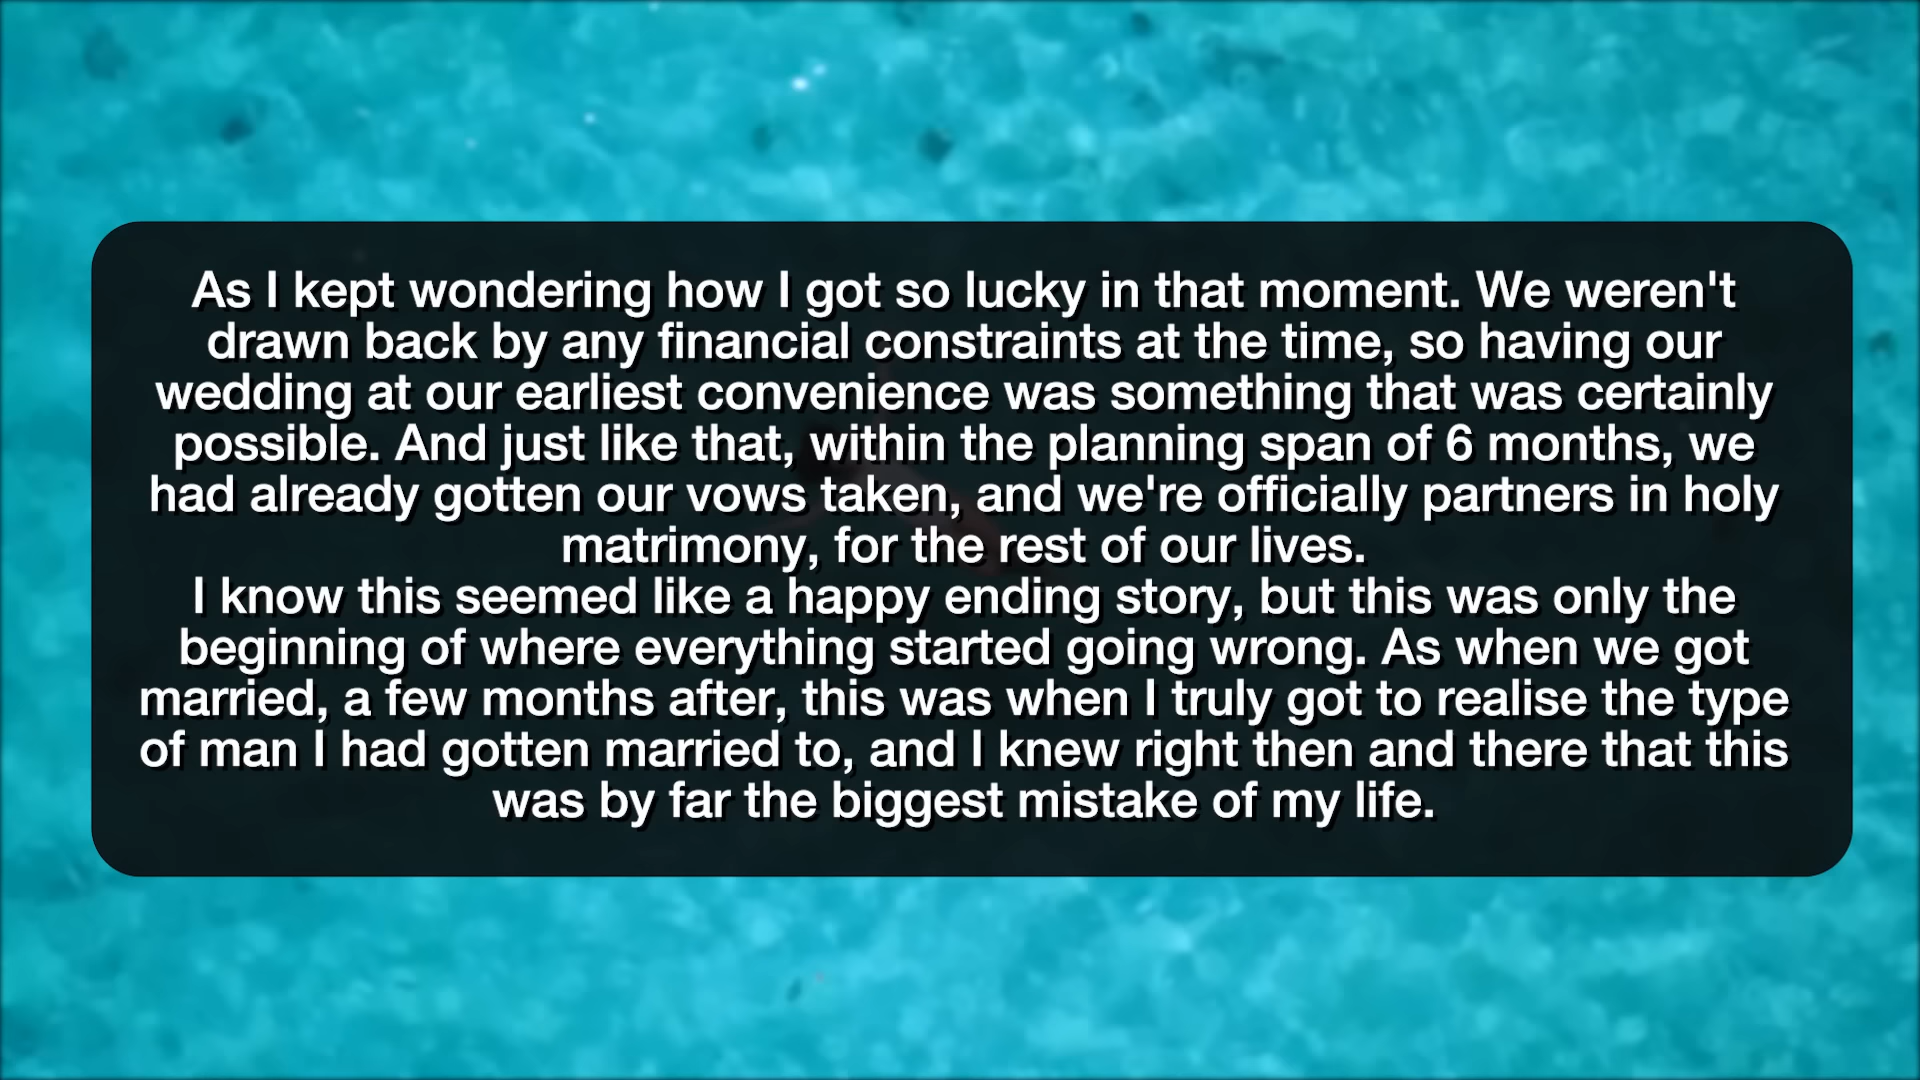 As I kept wondering how I got so lucky in that moment. We weren't
drawn back by any financial constraints at the time, so having our
wedding at our earliest convenience was something that was certainly
possible. And just like that, within the planning span of 6 months, we
had already gotten our vows taken, and we're officially partners in holy
matrimony, for the rest of our lives.
I know this seemed like a happy ending story, but this was only the
beginning of where everything started going wrong. As when we got
married, a few months after, this was when I truly got to realise the type
of man I had gotten married to, and I knew right then and there that this
was by far the biggest mistake of my life.